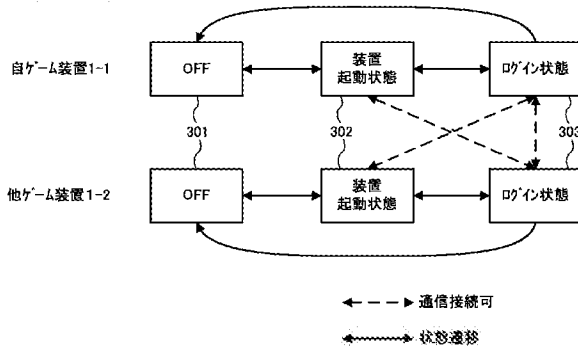 自ゲーム装置1-1
OFF
装置
起動状態
ログイン状態
301
302
303
他ゲーム装置1-2
OFF
装置
起動状態
ログイン状態
通信接続可
状態遷移